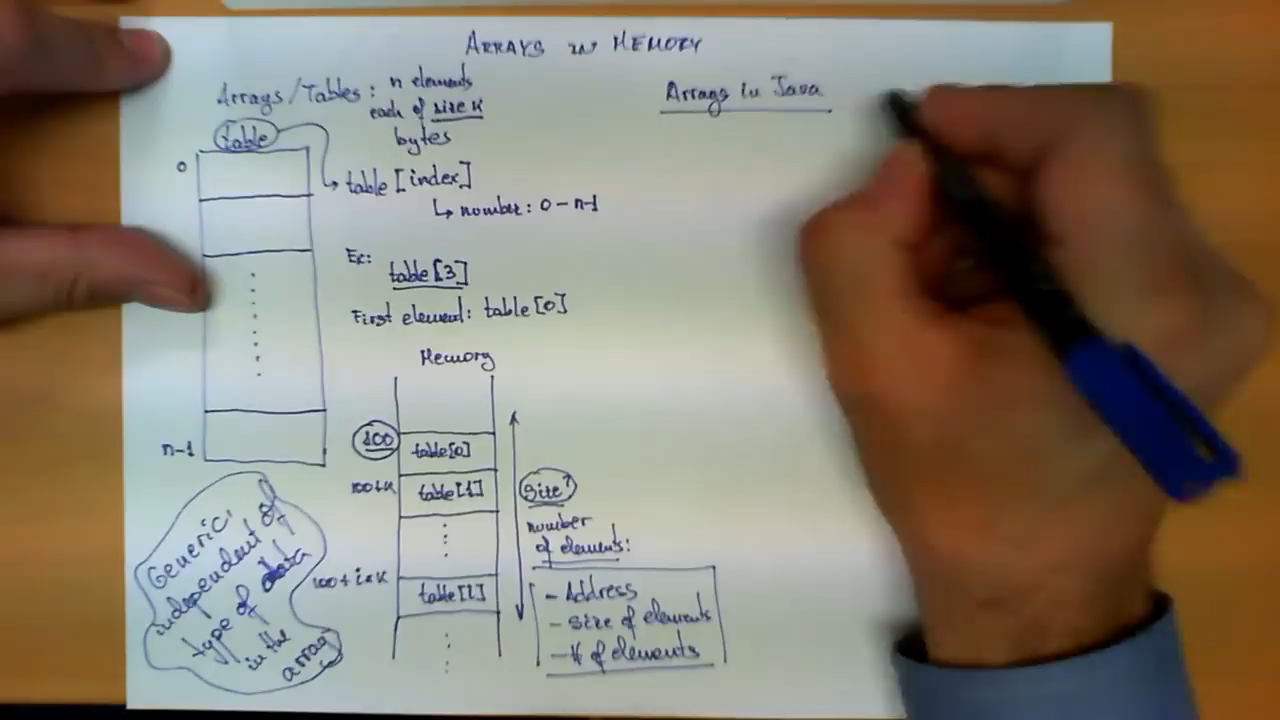 ARRAYS IN MEMORY
Arrays/Tables: n elements
each of size K
bytes
table
0
table [index]
↳ number: 0 - n-1
Ex:
table[3]
First element: table[0]
n-1
Memory
100
table[0]
100+K
table[1]
⋮
100+i*K
table[i]
⋮
Size?
number
of elements:
- Address
- Size of elements
- # of elements
Generic:
independent of
type of data
in the
array
Arrays in Java